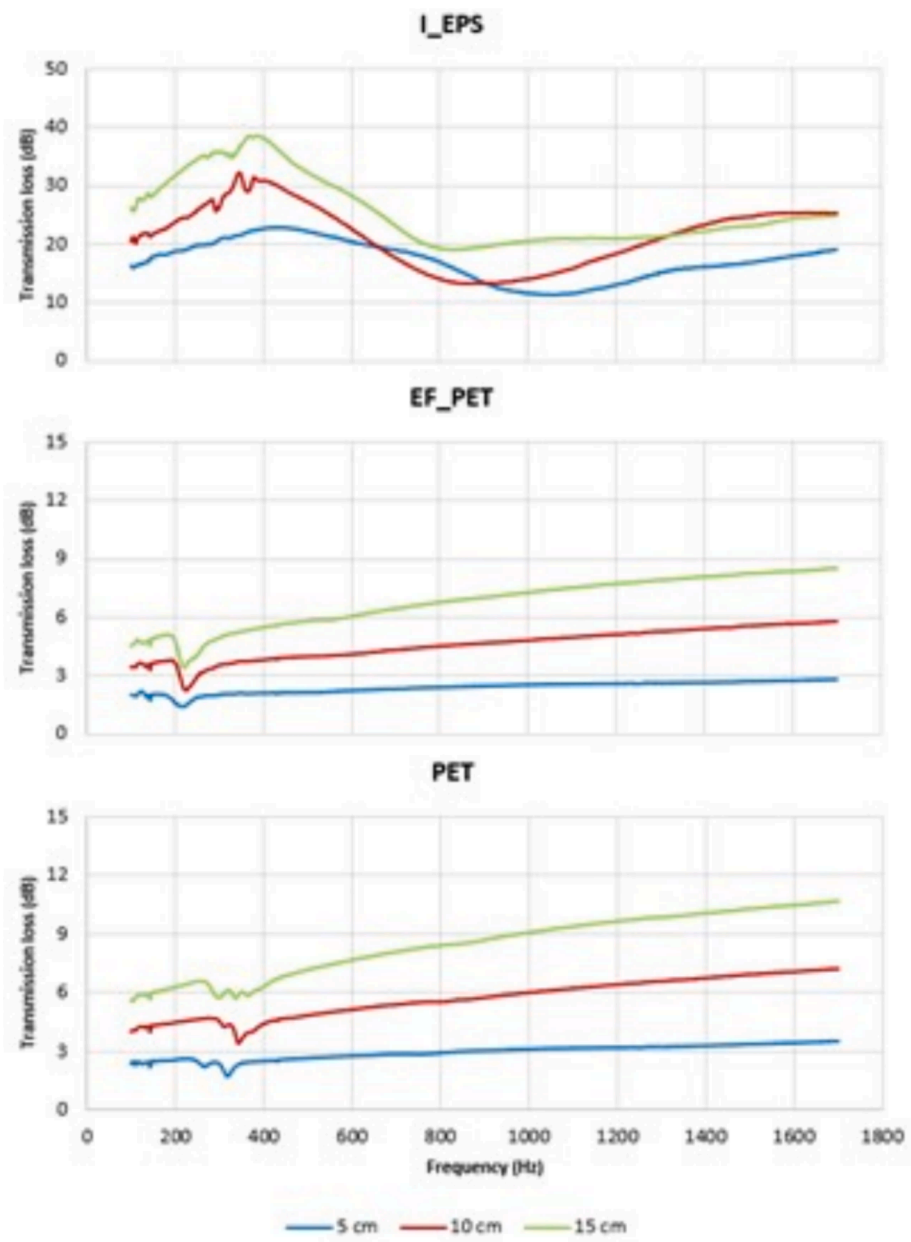 I_EPS
50
40
30
20
10
0
Transmission loss (dB)
EF_PET
15
12
9
6
3
0
Transmission loss (dB)
PET
15
12
9
6
3
0
Transmission loss (dB)
0 200 400 600 800 1000 1200 1400 1600 1800
Frequency (Hz)
5 cm 10 cm 15 cm